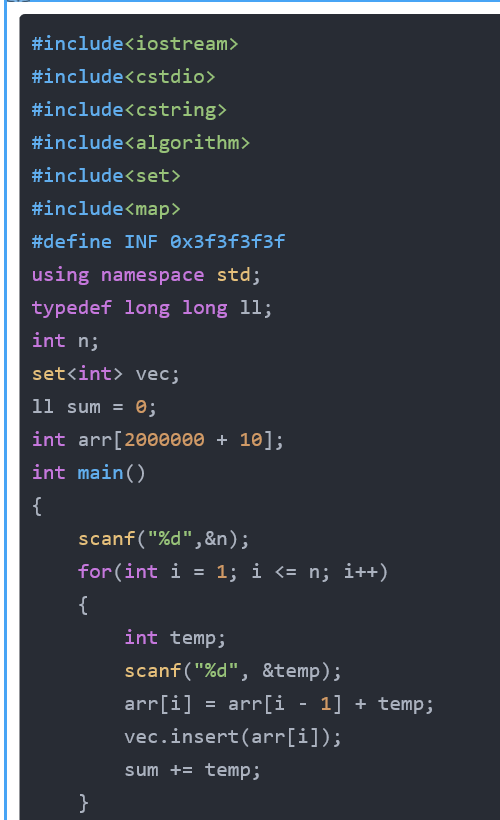 #include<iostream>
#include<cstdio>
#include<cstring>
#include<algorithm>
#include<set>
#include<map>
#define INF 0x3f3f3f3f
using namespace std;
typedef long long ll;
int n;
set<int> vec;
ll sum = 0;
int arr[2000000 + 10];
int main()
{
    scanf("%d",&n);
    for(int i = 1; i <= n; i++)
    {
        int temp;
        scanf("%d", &temp);
        arr[i] = arr[i - 1] + temp;
        vec.insert(arr[i]);
        sum += temp;
    }